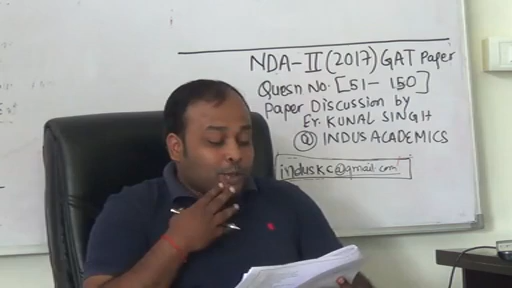 NDA-II (2017) GAT Paper
Quesn No. [51- 150]
Paper Discussion by
Er. KUNAL SINGH
@ INDUS ACADEMICS
induskc@gmail.com